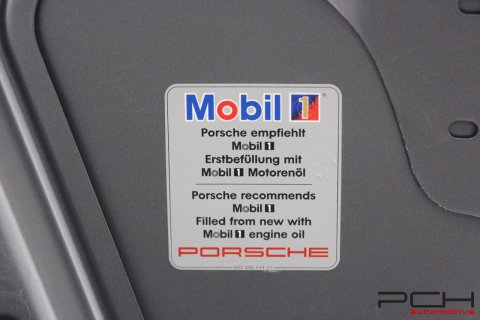 Mobil 1
Porsche empfiehlt
Mobil 1
Erstbefüllung mit
Mobil 1 Motorenöl
Porsche recommends
Mobil 1
Filled from new with
Mobil 1 engine oil
PORSCHE
PCH
automotive